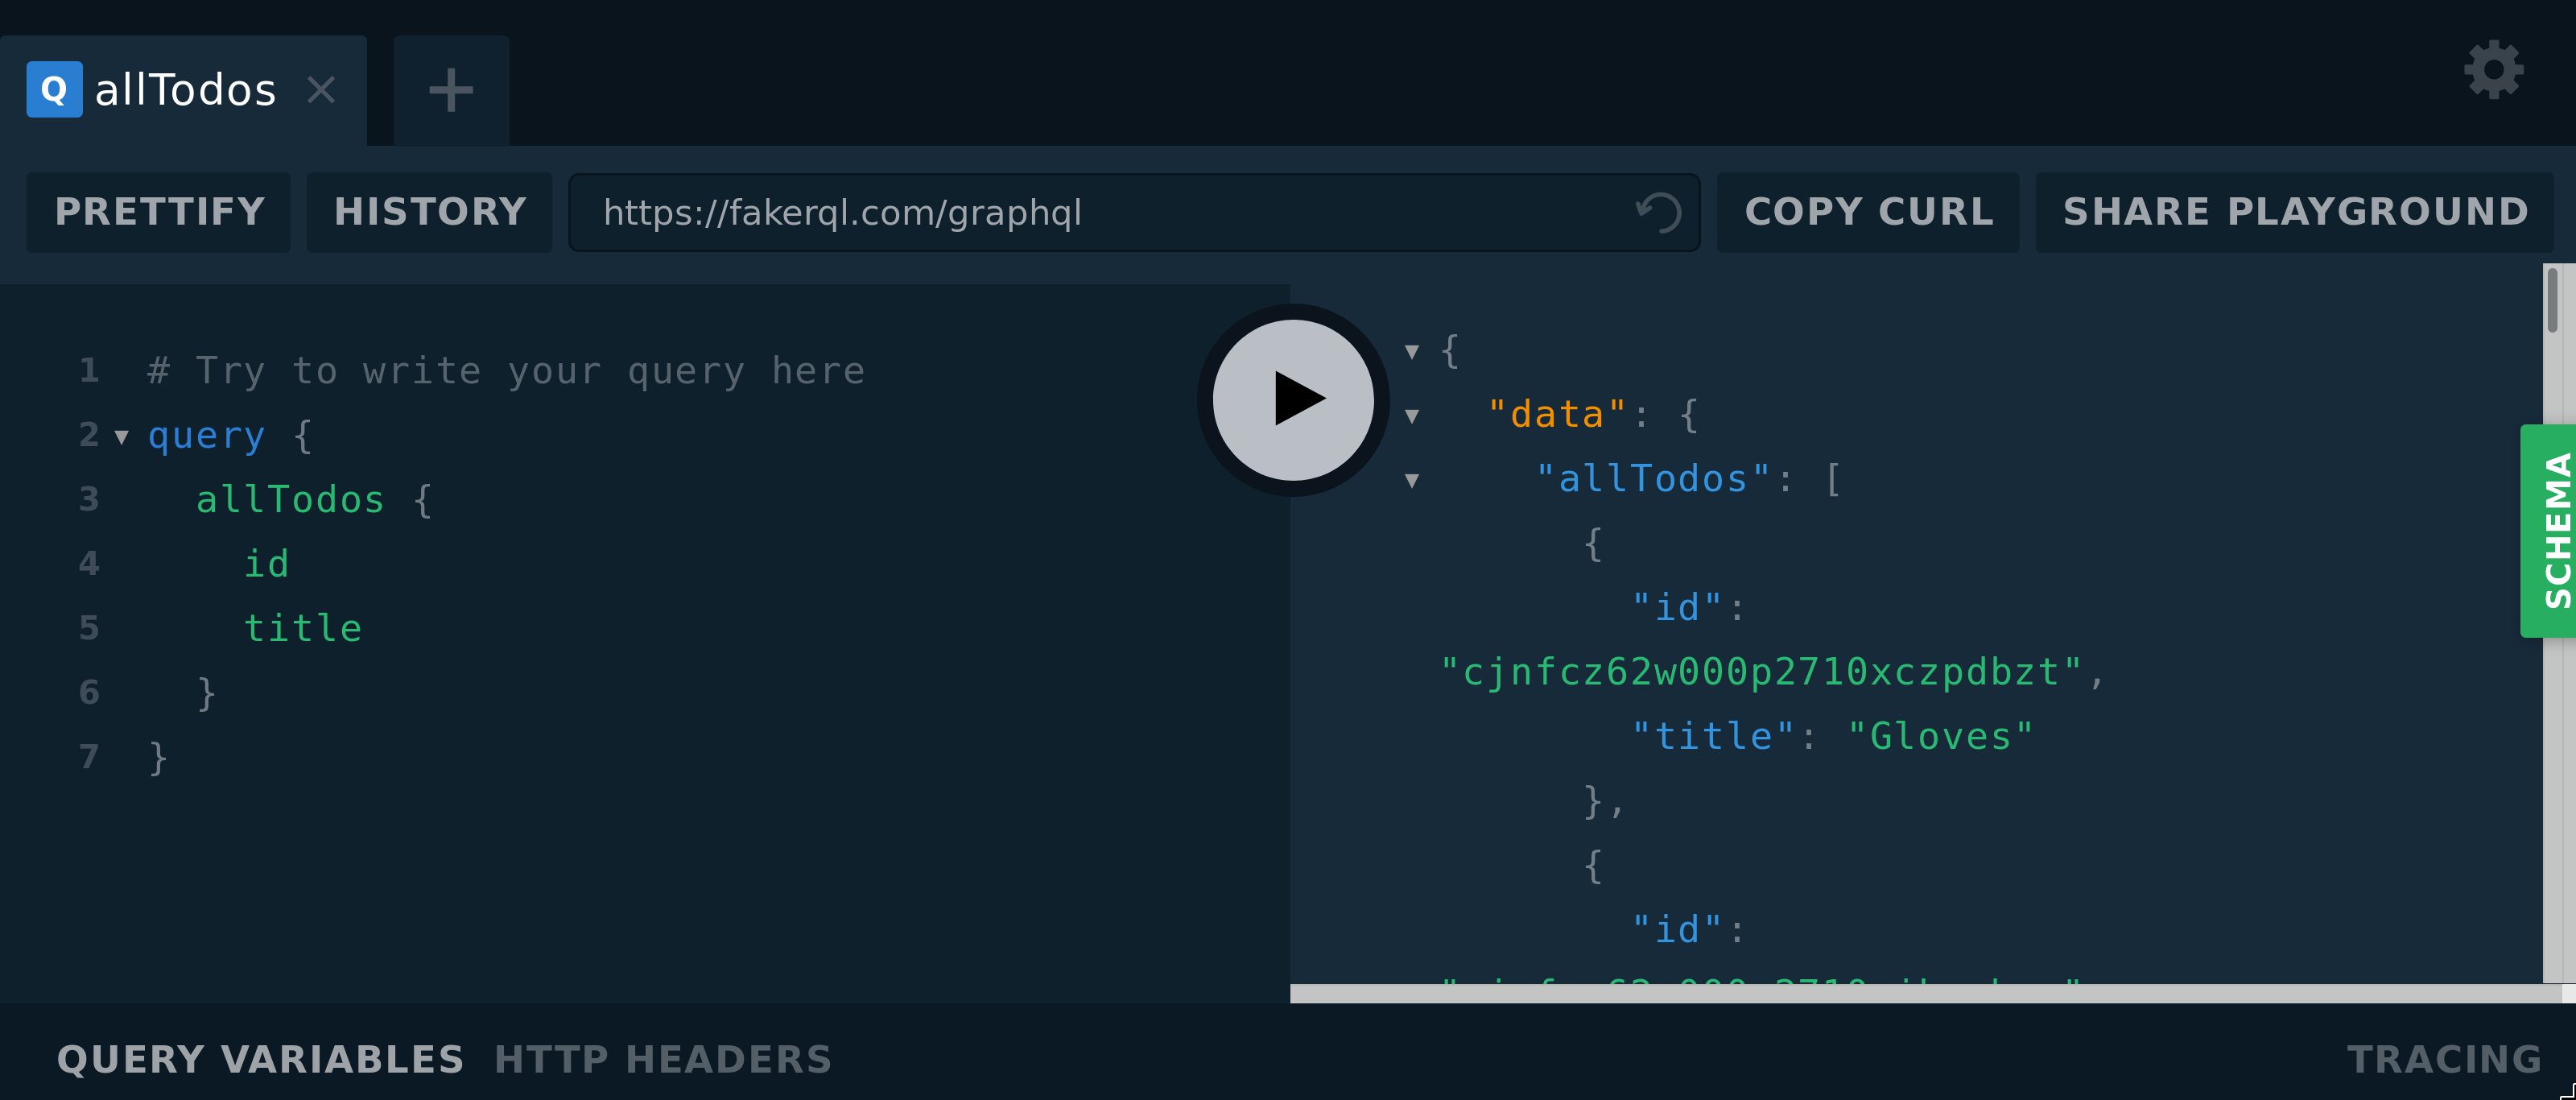 Q allTodos
PRETTIFY HISTORY https://fakerql.com/graphql COPY CURL SHARE PLAYGROUND
1 # Try to write your query here
2 query {
3 allTodos {
4 id
5 title
6 }
7 }
{
"data": {
"allTodos": [
{
"id":
"cjnfcz62w000p2710xczpdbzt",
"title": "Gloves"
},
{
"id":
SCHEMA
QUERY VARIABLES HTTP HEADERS TRACING